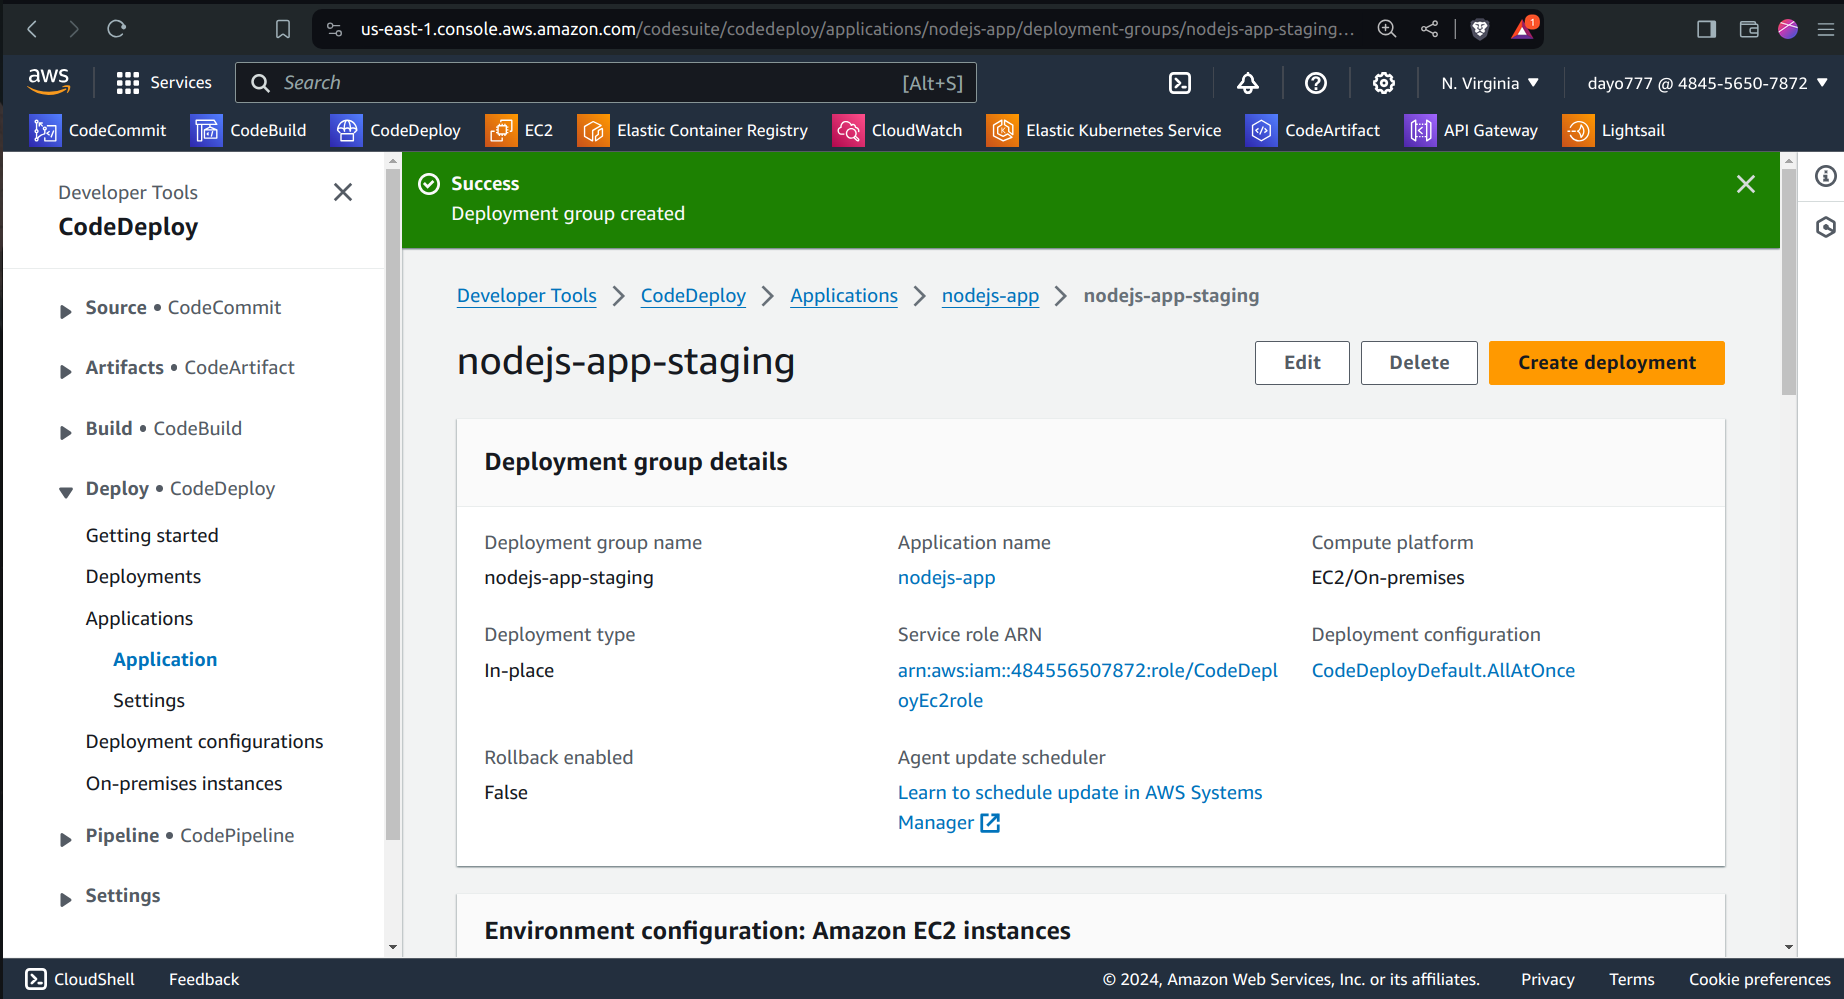 us-east-1.console.aws.amazon.com/codesuite/codedeploy/applications/nodejs-app/deployment-groups/nodejs-app-staging...
1
aws
Services
Search
[Alt+S]
N. Virginia
dayo777 @ 4845-5650-7872
CodeCommit
CodeBuild
CodeDeploy
EC2
Elastic Container Registry
CloudWatch
Elastic Kubernetes Service
CodeArtifact
API Gateway
Lightsail
Developer Tools
CodeDeploy
Source • CodeCommit
Artifacts • CodeArtifact
Build • CodeBuild
Deploy • CodeDeploy
Getting started
Deployments
Applications
Application
Settings
Deployment configurations
On-premises instances
Pipeline • CodePipeline
Settings
Success
Deployment group created
Developer Tools
CodeDeploy
Applications
nodejs-app
nodejs-app-staging
nodejs-app-staging
Edit
Delete
Create deployment
Deployment group details
Deployment group name
nodejs-app-staging
Application name
nodejs-app
Compute platform
EC2/On-premises
Deployment type
In-place
Service role ARN
arn:aws:iam::484556507872:role/CodeDepl
oyEc2role
Deployment configuration
CodeDeployDefault.AllAtOnce
Rollback enabled
False
Agent update scheduler
Learn to schedule update in AWS Systems
Manager
Environment configuration: Amazon EC2 instances
CloudShell
Feedback
© 2024, Amazon Web Services, Inc. or its affiliates.
Privacy
Terms
Cookie preferences